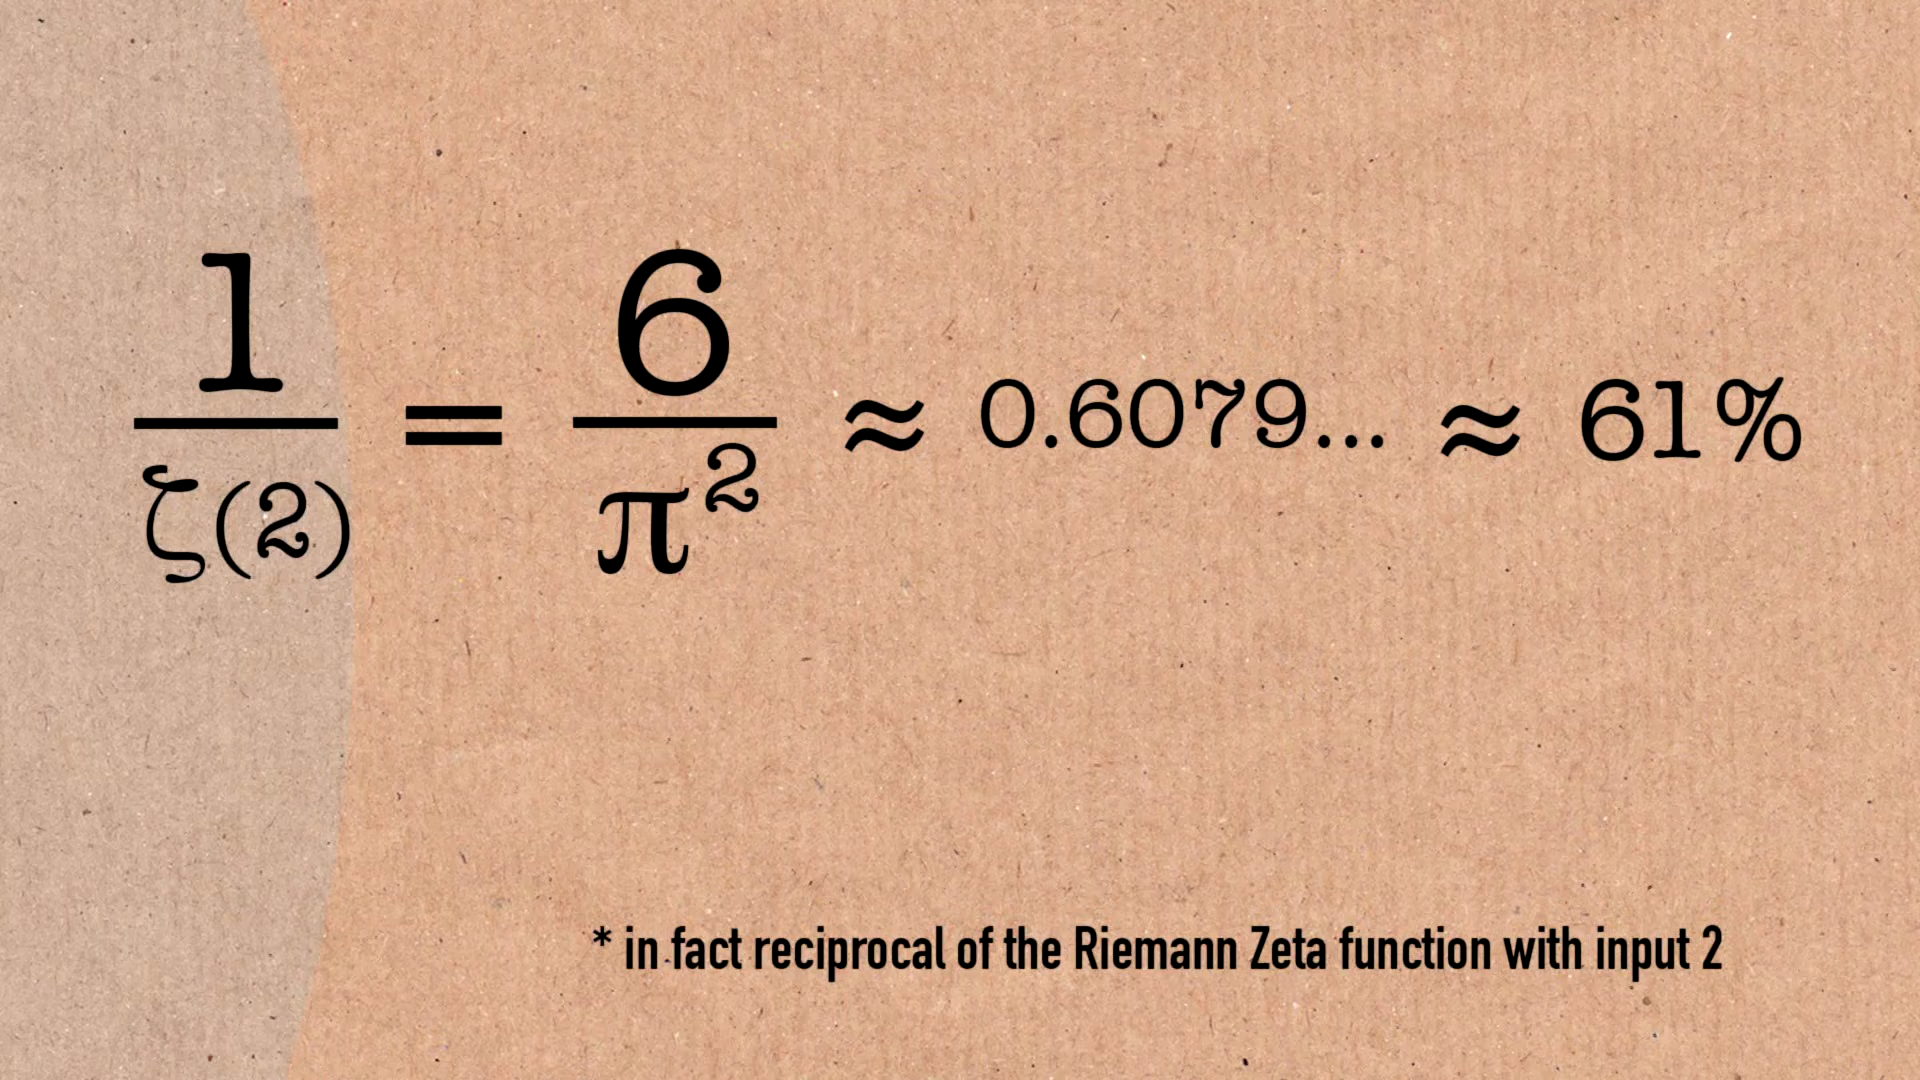 1/ζ(2) = 6/π² ≈ 0.6079... ≈ 61%
* in fact reciprocal of the Riemann Zeta function with input 2